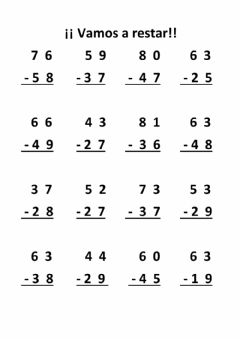 ¡¡ Vamos a restar!!
7 6 5 9 8 0 6 3
- 5 8 - 3 7 - 4 7 - 2 5
6 6 4 3 8 1 6 3
- 4 9 - 2 7 - 3 6 - 4 8
3 7 5 2 7 3 5 3
- 2 8 - 2 7 - 3 7 - 2 9
6 3 4 4 6 0 6 3
- 3 8 - 2 9 - 4 5 - 1 9